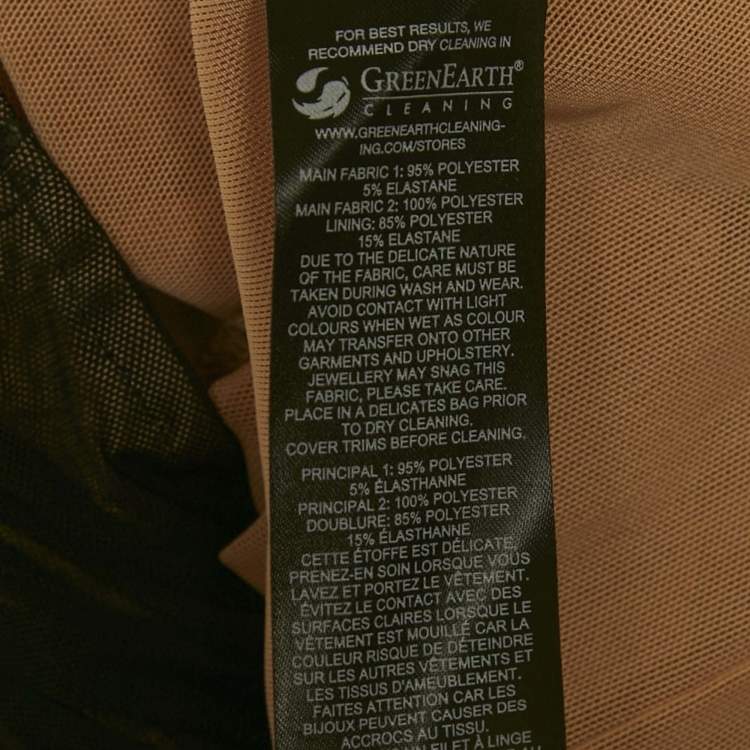 FOR BEST RESULTS, WE
RECOMMEND DRY CLEANING IN
GREENEARTH®
CLEANING
WWW.GREENEARTHCLEANING-
ING.COM/STORES
MAIN FABRIC 1: 95% POLYESTER
5% ELASTANE
MAIN FABRIC 2: 100% POLYESTER
LINING: 85% POLYESTER
15% ELASTANE
DUE TO THE DELICATE NATURE
OF THE FABRIC, CARE MUST BE
TAKEN DURING WASH AND WEAR.
AVOID CONTACT WITH LIGHT
COLOURS WHEN WET AS COLOUR
MAY TRANSFER ONTO OTHER
GARMENTS AND UPHOLSTERY.
JEWELLERY MAY SNAG THIS
FABRIC, PLEASE TAKE CARE.
PLACE IN A DELICATES BAG PRIOR
TO DRY CLEANING.
COVER TRIMS BEFORE CLEANING.
PRINCIPAL 1: 95% POLYESTER
5% ÉLASTHANNE
PRINCIPAL 2: 100% POLYESTER
DOUBLURE: 85% POLYESTER
15% ÉLASTHANNE
CETTE ÉTOFFE EST DÉLICATE,
PRENEZ-EN SOIN LORSQUE VOUS
LAVEZ ET PORTEZ LE VÊTEMENT.
ÉVITEZ LE CONTACT AVEC DES
SURFACES CLAIRES LORSQUE LE
VÊTEMENT EST MOUILLÉ CAR LA
COULEUR RISQUE DE DÉTEINDRE
SUR LES AUTRES VÊTEMENTS ET
LES TISSUS D'AMEUBLEMENT.
FAITES ATTENTION CAR LES
BIJOUX PEUVENT CAUSER DES
ACCROCS AU TISSU.
UN FILET À LINGE